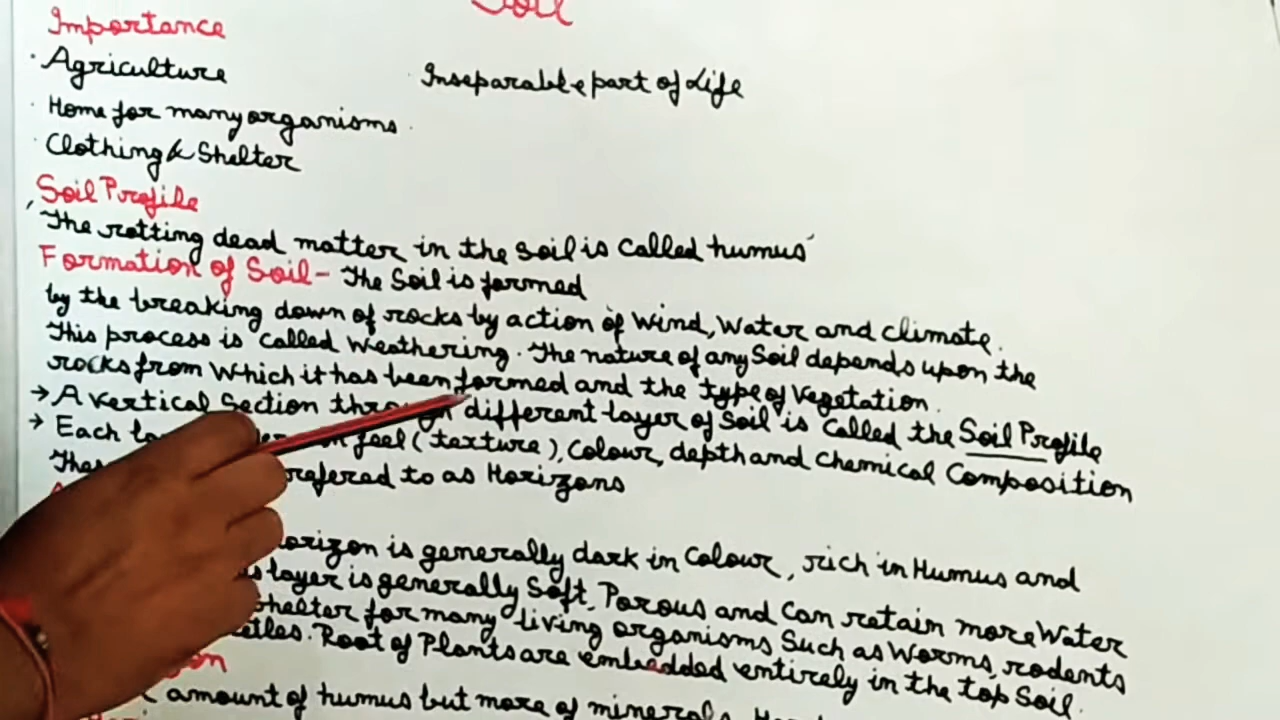 Soil
Importance
· Agriculture
Inseparable part of Life
· Home for many organisms.
· Clothing & Shelter
Soil Profile
The rotting dead matter in the soil is called humus
Formation of Soil - The Soil is formed
by the breaking down of rocks by action of Wind, Water and climate.
This process is called Weathering. The nature of any Soil depends upon the
rocks from which it has been formed and the type of Vegetation.
→ A vertical Section through different layer of Soil is called the Soil Profile
→ Each feel (texture), Colour, depth and Chemical Composition
refered to as Horizons
horizon is generally dark in Colour, rich in Humus and
layer is generally Soft, Porous and Can retain more Water
Shelter for many living organisms Such as Worms, rodents
Root of Plants are embedded entirely in the top Soil.
amount of humus but more of minerals.